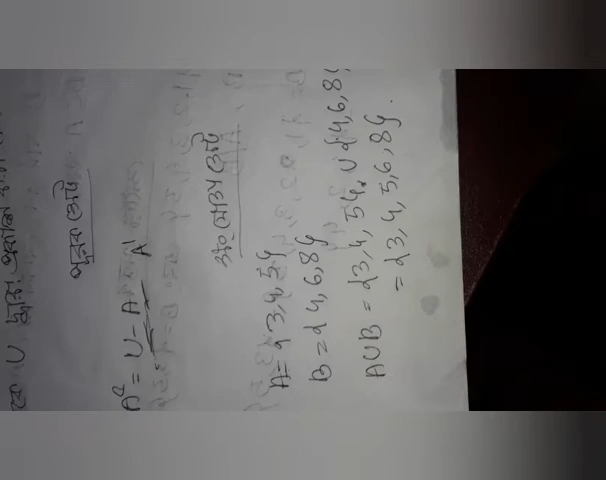 U দ্বারা প্রকাশ করা
পূরক সেট
A^c = U - A
A'
সংযোগ সেট
A = {3,4,5}
B = {4,6,8}
A∪B = {3,4,5} ∪ {4,6,8}
= {3,4,5,6,8}.